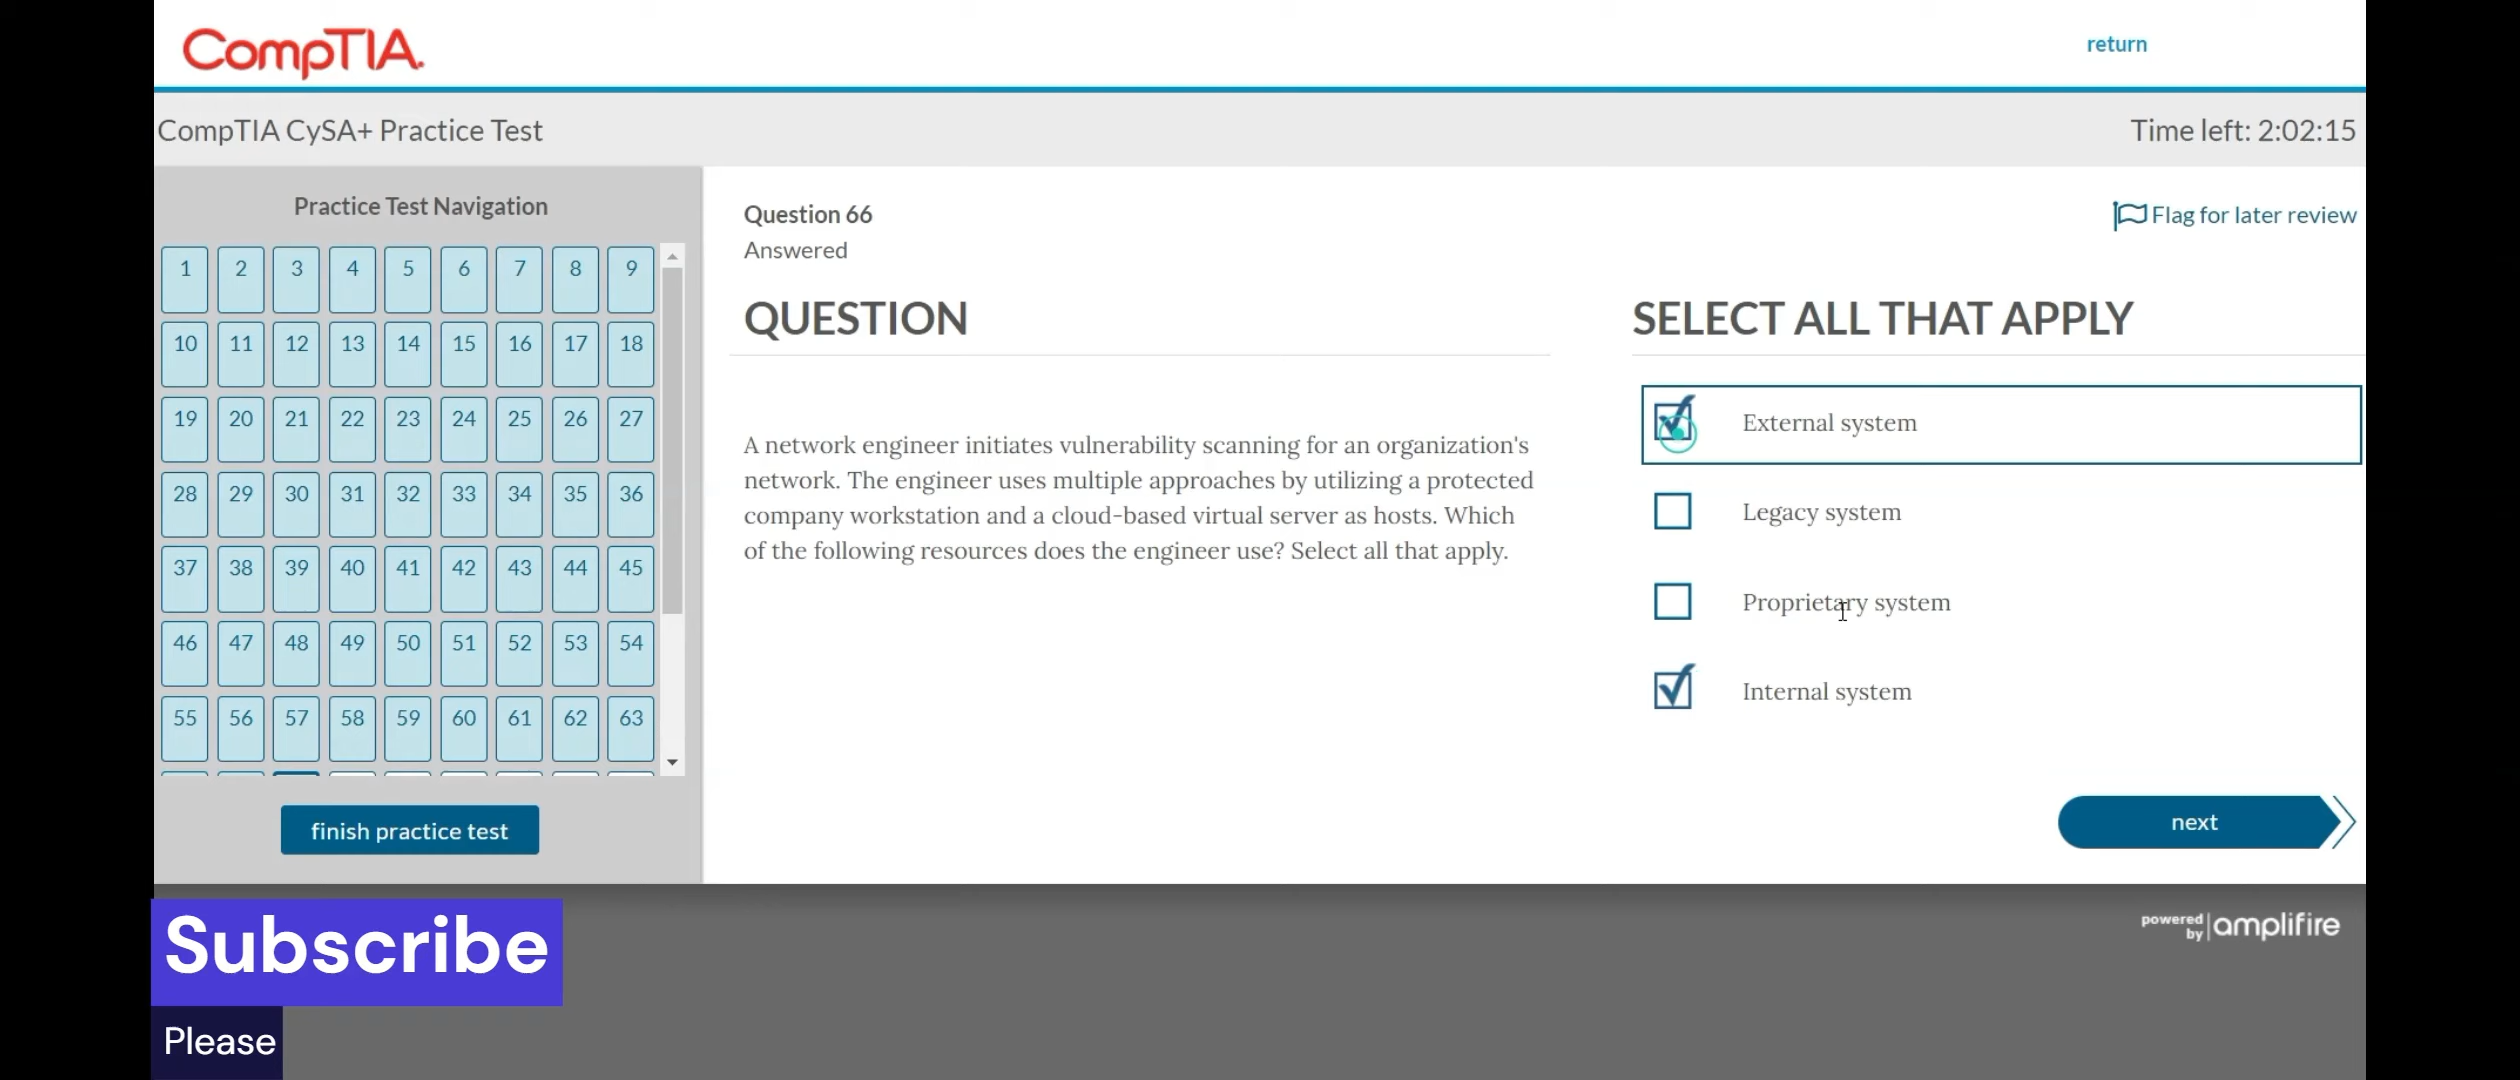 CompTIA.
return
CompTIA CySA+ Practice Test
Time left: 2:02:15
Practice Test Navigation
1 2 3 4 5 6 7 8 9
10 11 12 13 14 15 16 17 18
19 20 21 22 23 24 25 26 27
28 29 30 31 32 33 34 35 36
37 38 39 40 41 42 43 44 45
46 47 48 49 50 51 52 53 54
55 56 57 58 59 60 61 62 63
finish practice test
Question 66
Answered
Flag for later review
QUESTION
A network engineer initiates vulnerability scanning for an organization's
network. The engineer uses multiple approaches by utilizing a protected
company workstation and a cloud-based virtual server as hosts. Which
of the following resources does the engineer use? Select all that apply.
SELECT ALL THAT APPLY
External system
Legacy system
Proprietary system
Internal system
next
powered
by
amplifire
Subscribe
Please